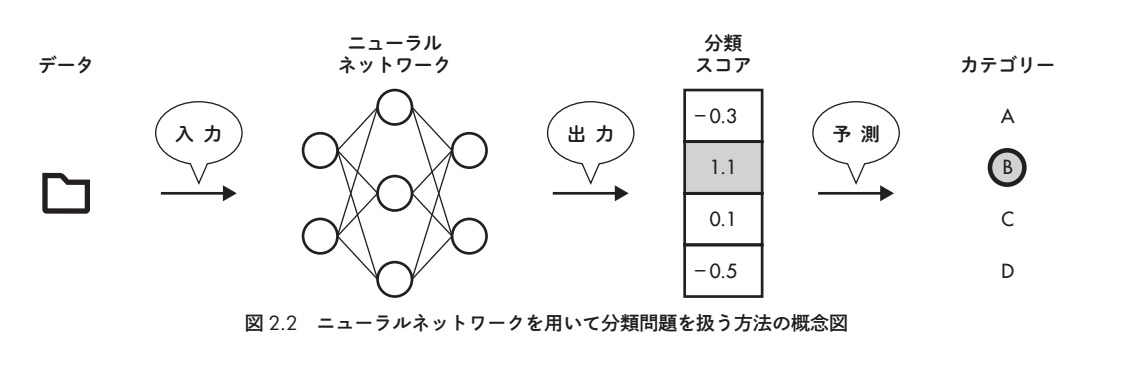 データ
ニューラル
ネットワーク
分類
スコア
カテゴリー
入 力
出 力
予 測
−0.3
1.1
0.1
−0.5
A
B
C
D
図 2.2　ニューラルネットワークを用いて分類問題を扱う方法の概念図